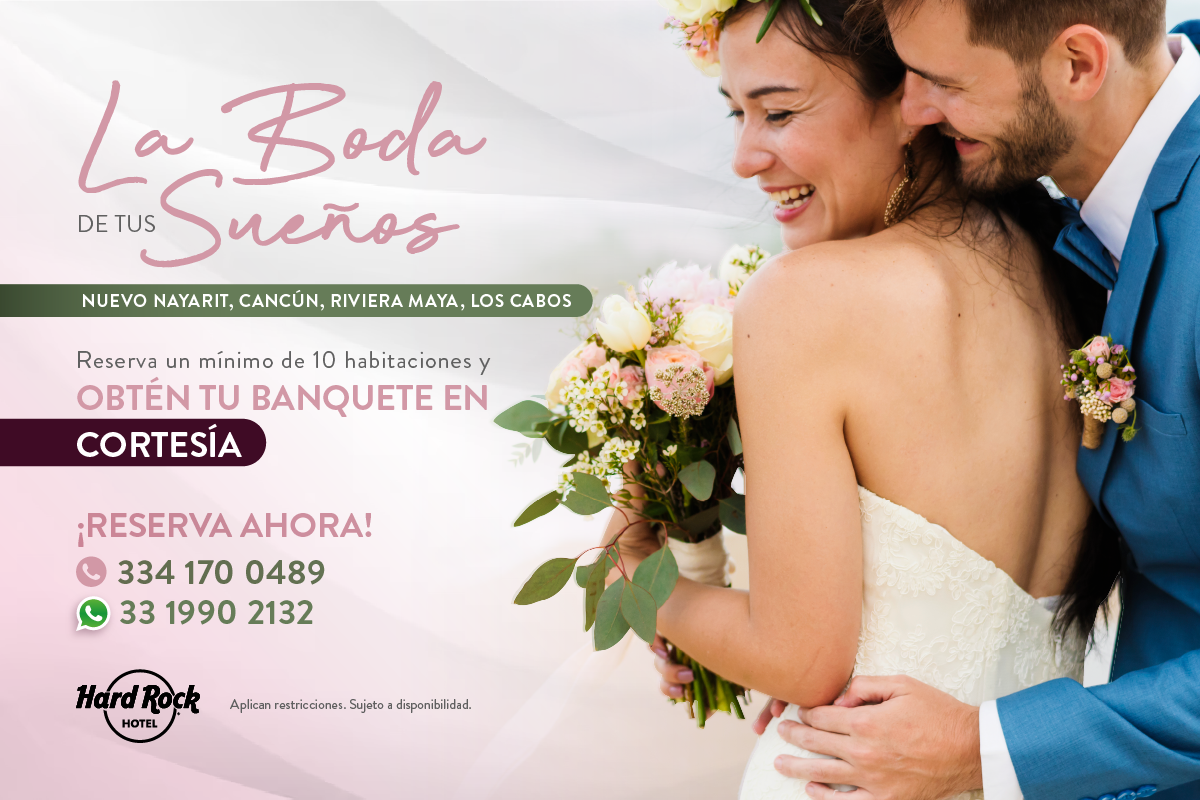 La Boda
DE TUS Sueños
NUEVO NAYARIT, CANCÚN, RIVIERA MAYA, LOS CABOS
Reserva un mínimo de 10 habitaciones y
OBTÉN TU BANQUETE EN
CORTESÍA
¡RESERVA AHORA!
334 170 0489
33 1990 2132
Hard Rock
HOTEL
Aplican restricciones. Sujeto a disponibilidad.